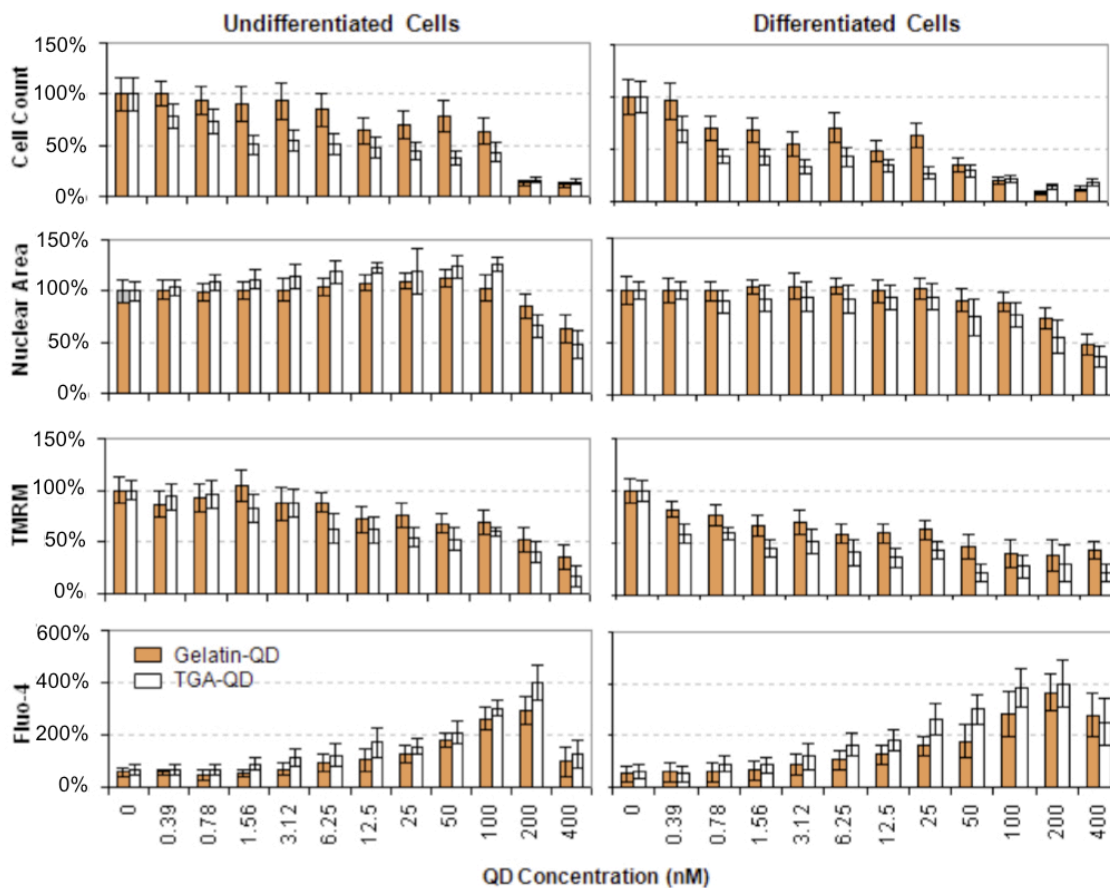 Undifferentiated Cells
Differentiated Cells
Cell Count
150%
100%
50%
0%
Nuclear Area
150%
100%
50%
0%
TMRM
150%
100%
50%
0%
Fluo-4
600%
400%
200%
0%
Gelatin-QD
TGA-QD
0 0.39 0.78 1.56 3.12 6.25 12.5 25 50 100 200 400
0 0.39 0.78 1.56 3.12 6.25 12.5 25 50 100 200 400
QD Concentration (nM)